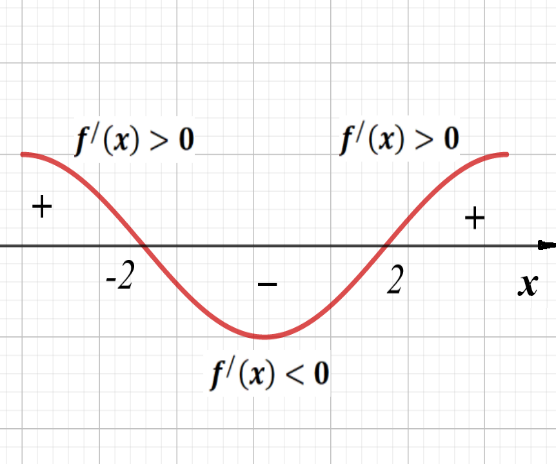 f′(x) > 0 f′(x) > 0
+ +
-2 – 2 x
f′(x) < 0